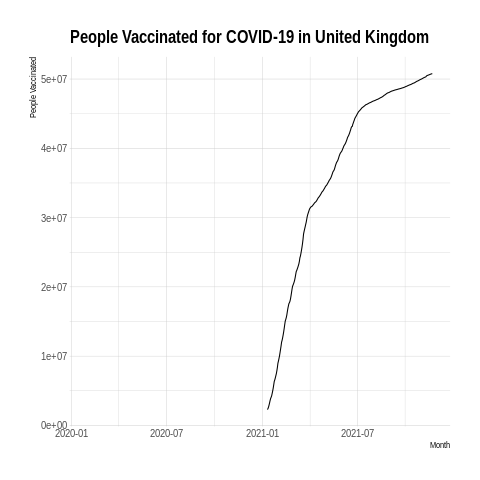 People Vaccinated for COVID-19 in United Kingdom
People Vaccinated
5e+07
4e+07
3e+07
2e+07
1e+07
0e+00
2020-01 2020-07 2021-01 2021-07
Month